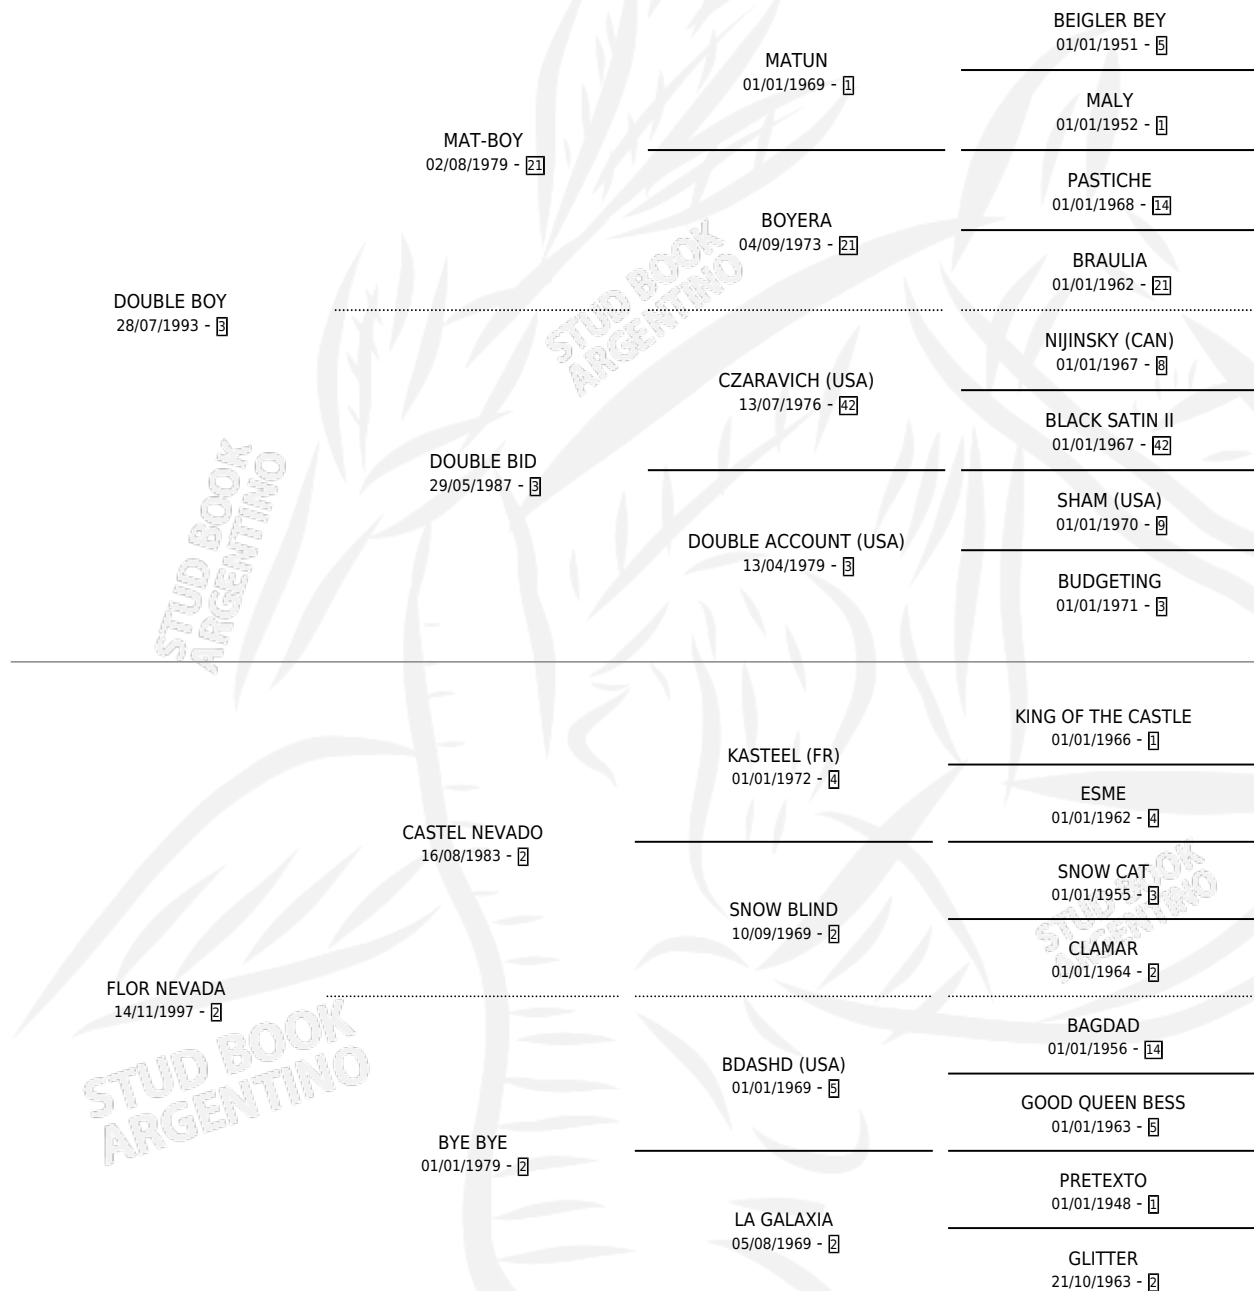 BEIGLER BEY
01/01/1951 - 5
MATUN
01/01/1969 - 1
MALY
01/01/1952 - 1
MAT-BOY
02/08/1979 - 21
PASTICHE
01/01/1968 - 14
BOYERA
04/09/1973 - 21
BRAULIA
01/01/1962 - 21
DOUBLE BOY
28/07/1993 - 3
NIJINSKY (CAN)
01/01/1967 - 8
CZARAVICH (USA)
13/07/1976 - 42
BLACK SATIN II
01/01/1967 - 42
DOUBLE BID
29/05/1987 - 3
SHAM (USA)
01/01/1970 - 9
DOUBLE ACCOUNT (USA)
13/04/1979 - 3
BUDGETING
01/01/1971 - 3
KING OF THE CASTLE
01/01/1966 - 1
KASTEEL (FR)
01/01/1972 - 4
ESME
01/01/1962 - 4
CASTEL NEVADO
16/08/1983 - 2
SNOW CAT
01/01/1955 - 3
SNOW BLIND
10/09/1969 - 2
CLAMAR
01/01/1964 - 2
FLOR NEVADA
14/11/1997 - 2
BAGDAD
01/01/1956 - 14
BDASHD (USA)
01/01/1969 - 5
GOOD QUEEN BESS
01/01/1963 - 5
BYE BYE
01/01/1979 - 2
PRETEXTO
01/01/1948 - 1
LA GALAXIA
05/08/1969 - 2
GLITTER
21/10/1963 - 2
STUD BOOK
ARGENTINO
STUD BOOK
ARGENTINO
STUD BOOK
ARGENTINO
STUD BOOK
ARGENTINO